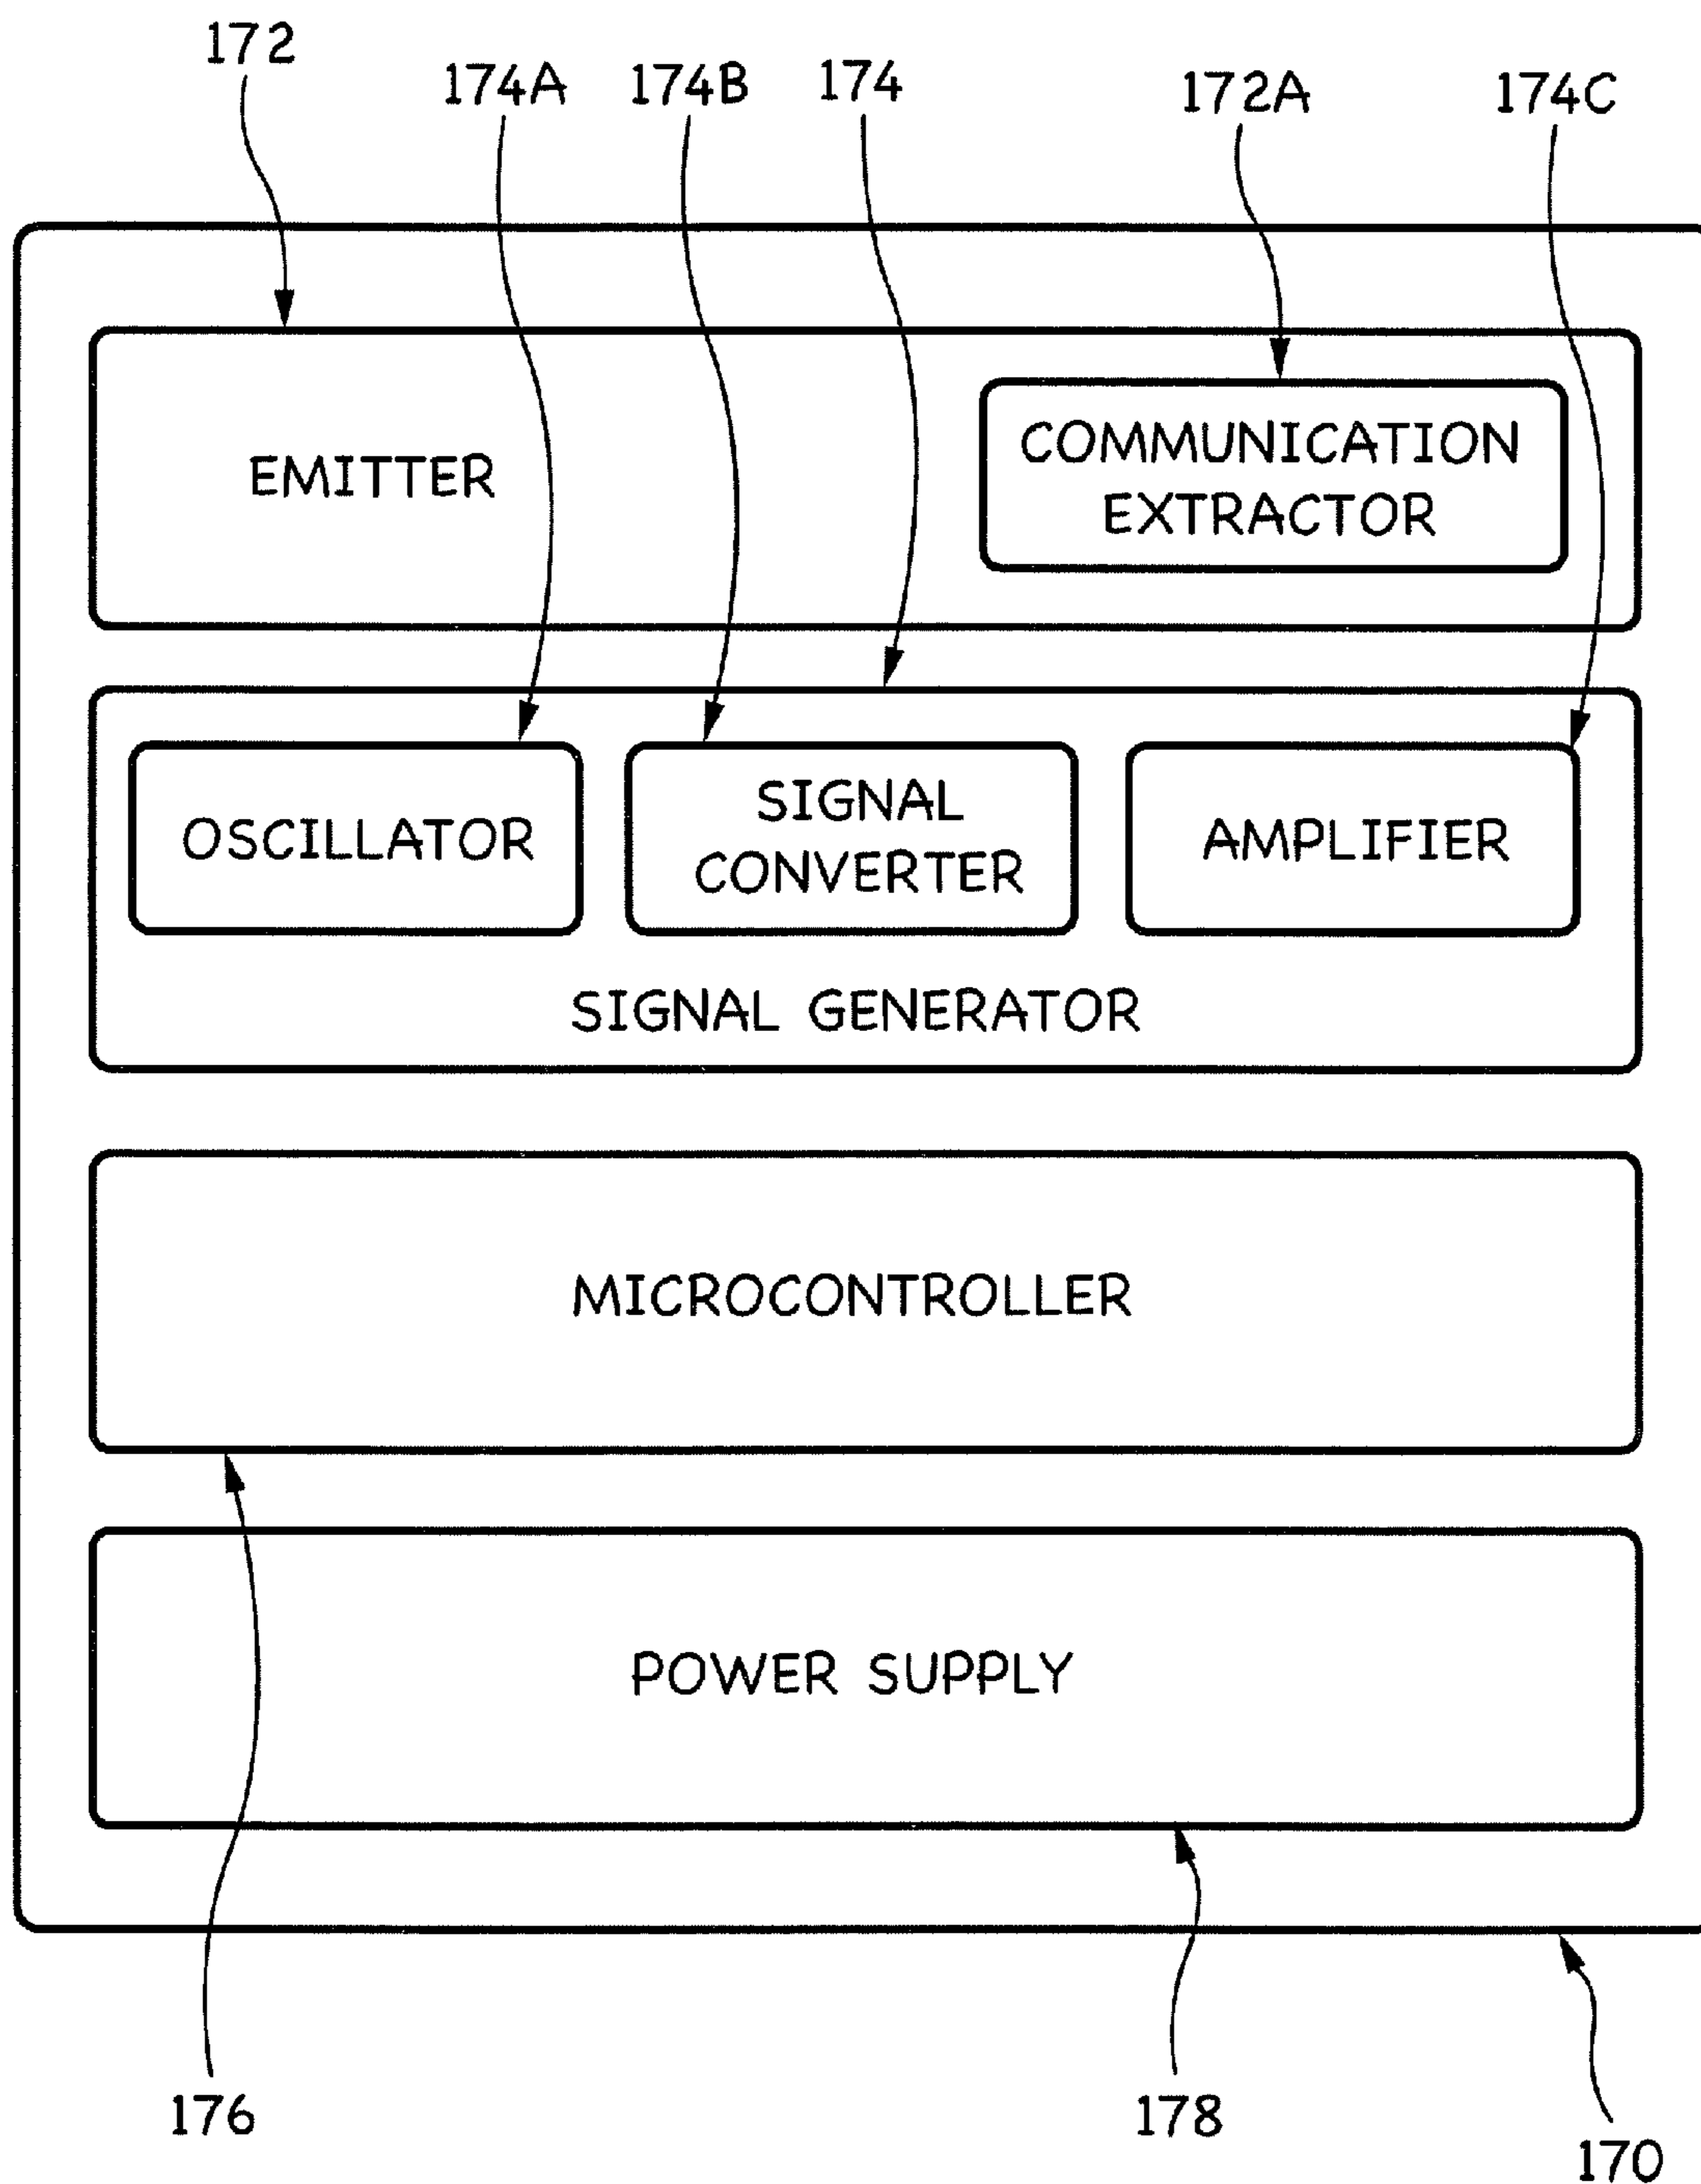 172
174A
174B
174
172A
174C
EMITTER
COMMUNICATION
EXTRACTOR
OSCILLATOR
SIGNAL
CONVERTER
AMPLIFIER
SIGNAL GENERATOR
MICROCONTROLLER
POWER SUPPLY
176
178
170